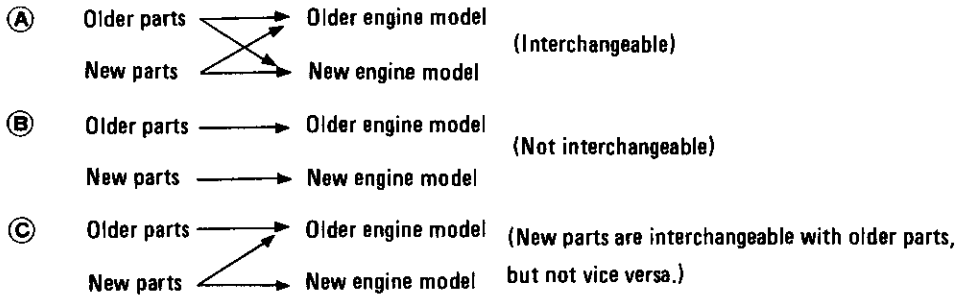 Ⓐ Older parts Older engine model
(Interchangeable)
New parts New engine model
Ⓑ Older parts Older engine model
(Not interchangeable)
New parts New engine model
Ⓒ Older parts Older engine model (New parts are interchangeable with older parts,
New parts New engine model but not vice versa.)